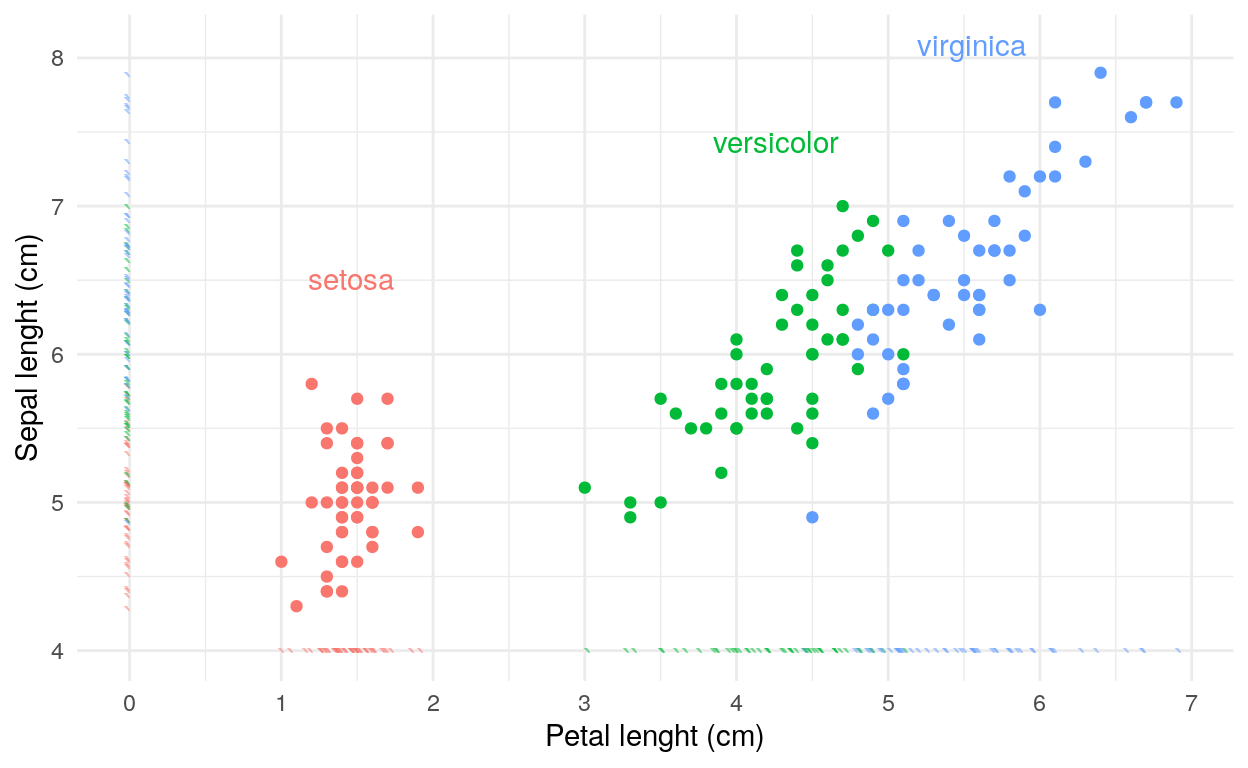 virginica
versicolor
setosa
Sepal lenght (cm)
8
7
6
5
4
0 1 2 3 4 5 6 7
Petal lenght (cm)